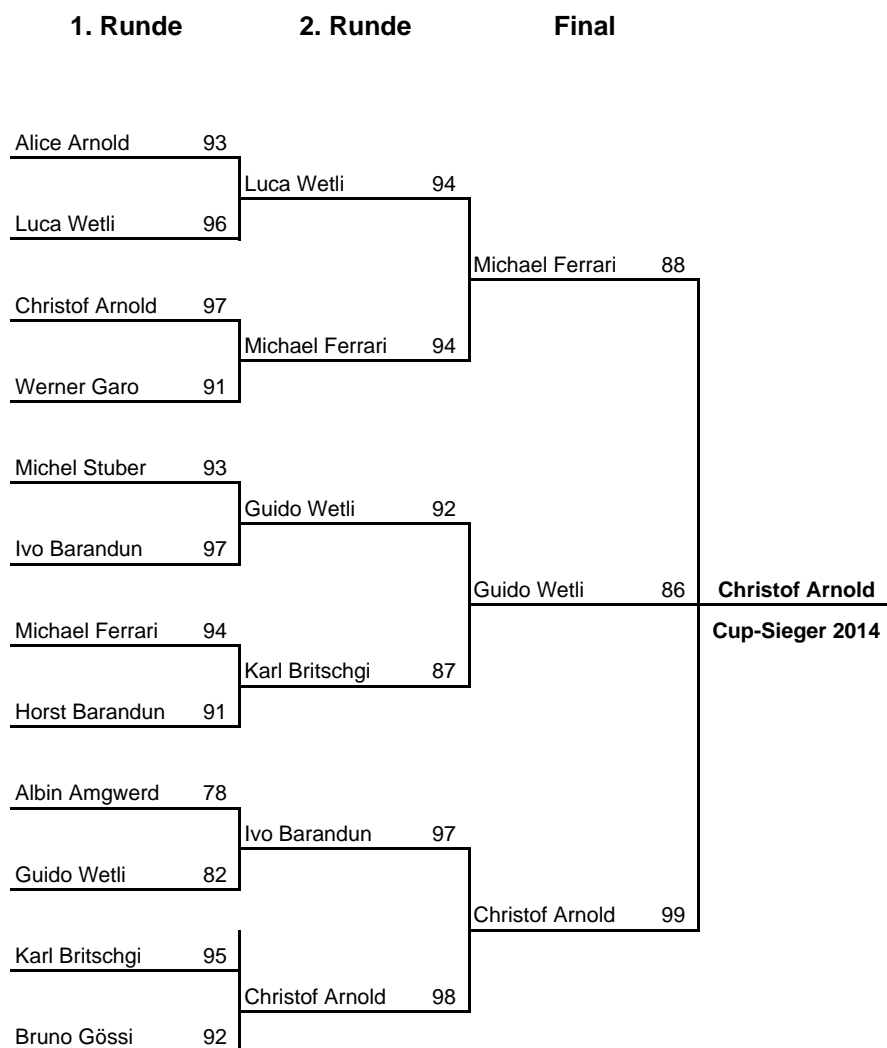 1. Runde 2. Runde Final
Alice Arnold 93
Luca Wetli 94
Luca Wetli 96
Michael Ferrari 88
Christof Arnold 97
Michael Ferrari 94
Werner Garo 91
Michel Stuber 93
Guido Wetli 92
Ivo Barandun 97
Guido Wetli 86 Christof Arnold
Michael Ferrari 94 Cup-Sieger 2014
Karl Britschgi 87
Horst Barandun 91
Albin Amgwerd 78
Ivo Barandun 97
Guido Wetli 82
Christof Arnold 99
Karl Britschgi 95
Christof Arnold 98
Bruno Gössi 92